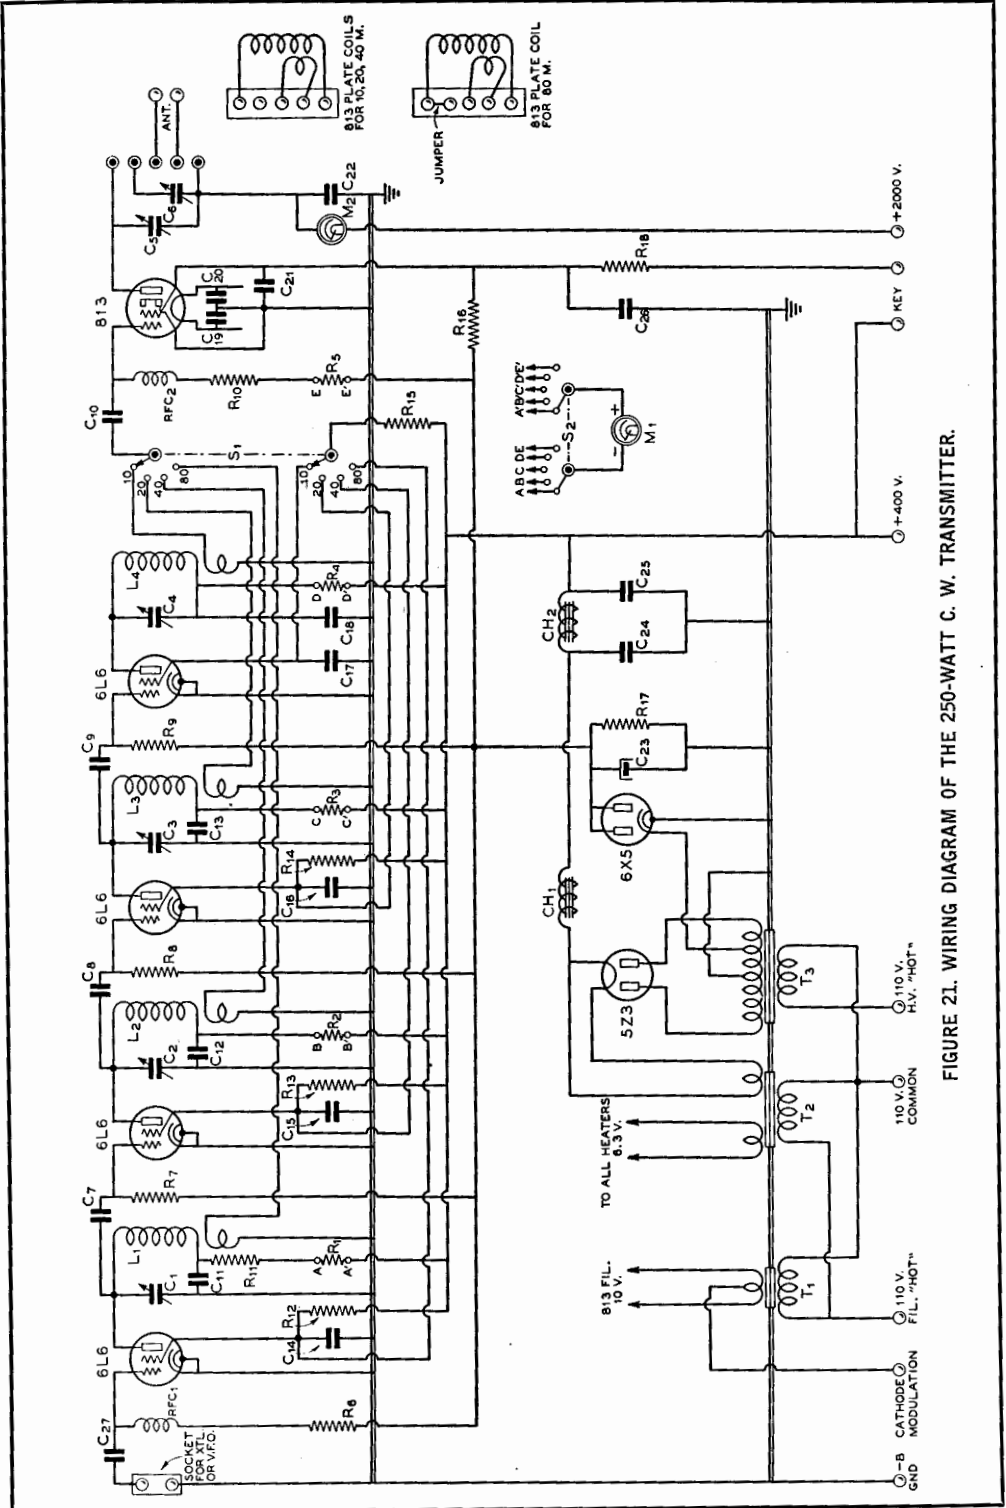 813 PLATE COILS
FOR 10,20, 40 M.
813 PLATE COIL
FOR 80 M.
JUMPER
ANT.
C5
C6
C22
M2
813
C19
C20
C21
R18
+2000 V.
KEY
C26
R16
RFC2
R10
E
R5
E'
C10
R15
S1
10
20
40
80
10
20
40
80
A B C D E
A' B' C' D' E'
S2
-
+
M1
+400 V.
L4
C4
D
R4
D'
C18
C17
6L6
C9
R9
CH2
C25
C24
R17
C23
6X5
L3
C3
C13
C
R3
C'
R14
C16
6L6
C8
R8
CH1
5Z3
T3
110 V.
H.V. "HOT"
L2
C2
C12
B
R2
B'
R13
C15
6L6
C7
R7
TO ALL HEATERS
6.3 V.
T2
110 V.
COMMON
L1
C1
C11
R11
A
R1
A'
R12
C14
6L6
RFC1
R6
C27
SOCKET
FOR XTL.
OR V.F.O.
813 FIL.
10 V.
T1
110 V.
FIL. "HOT"
CATHODE
MODULATION
-B
GND
FIGURE 21. WIRING DIAGRAM OF THE 250-WATT C. W. TRANSMITTER.